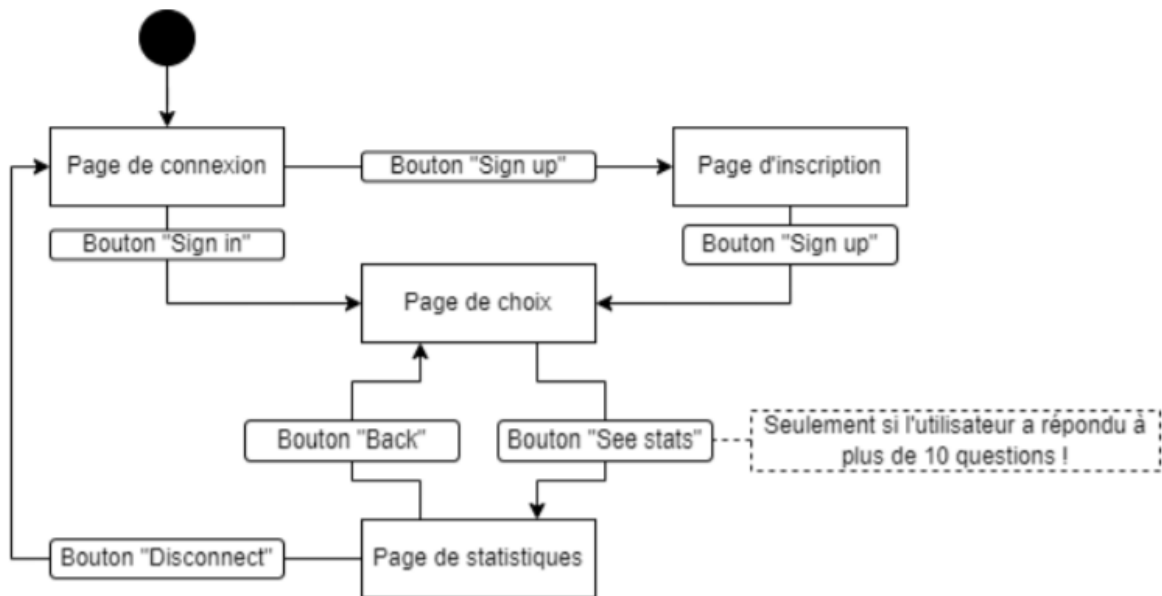 Page de connexion
Bouton "Sign up"
Page d'inscription
Bouton "Sign in"
Bouton "Sign up"
Page de choix
Bouton "Back"
Bouton "See stats"
Seulement si l'utilisateur a répondu à
plus de 10 questions !
Bouton "Disconnect"
Page de statistiques